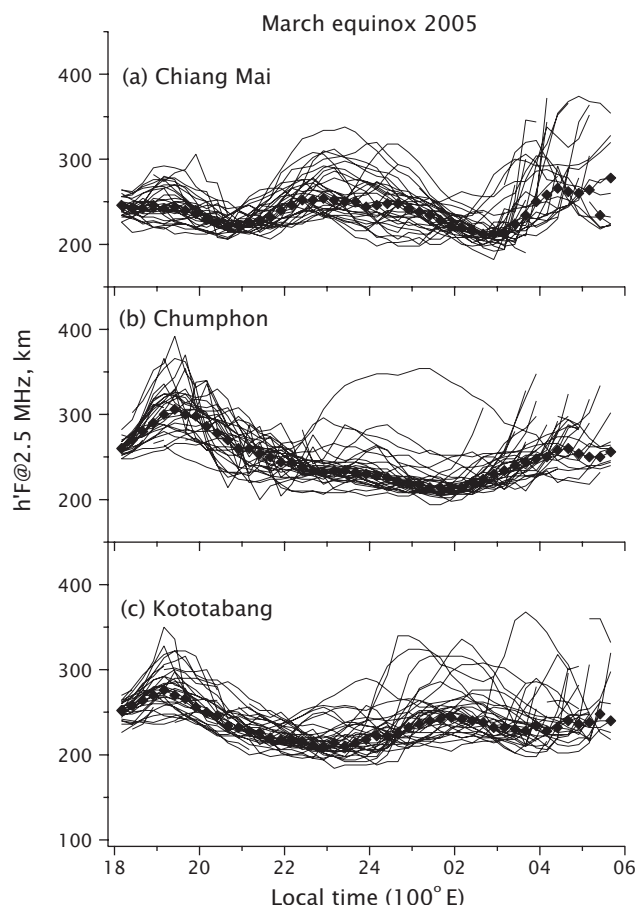 March equinox 2005
(a) Chiang Mai
400
300
200
(b) Chumphon
400
300
200
h'F@2.5 MHz, km
(c) Kototabang
400
300
200
100
18 20 22 24 02 04 06
Local time (100° E)